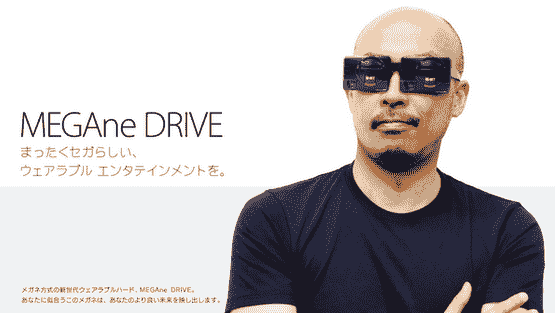 MEGAne DRIVE
まったくセガらしい、
ウェアラブル エンタテインメントを。
メガネ方式の新世代ウェアラブルハード、MEGAne DRIVE。
あなたに似合うこのメガネは、あなたのより良い未来を映し出します。